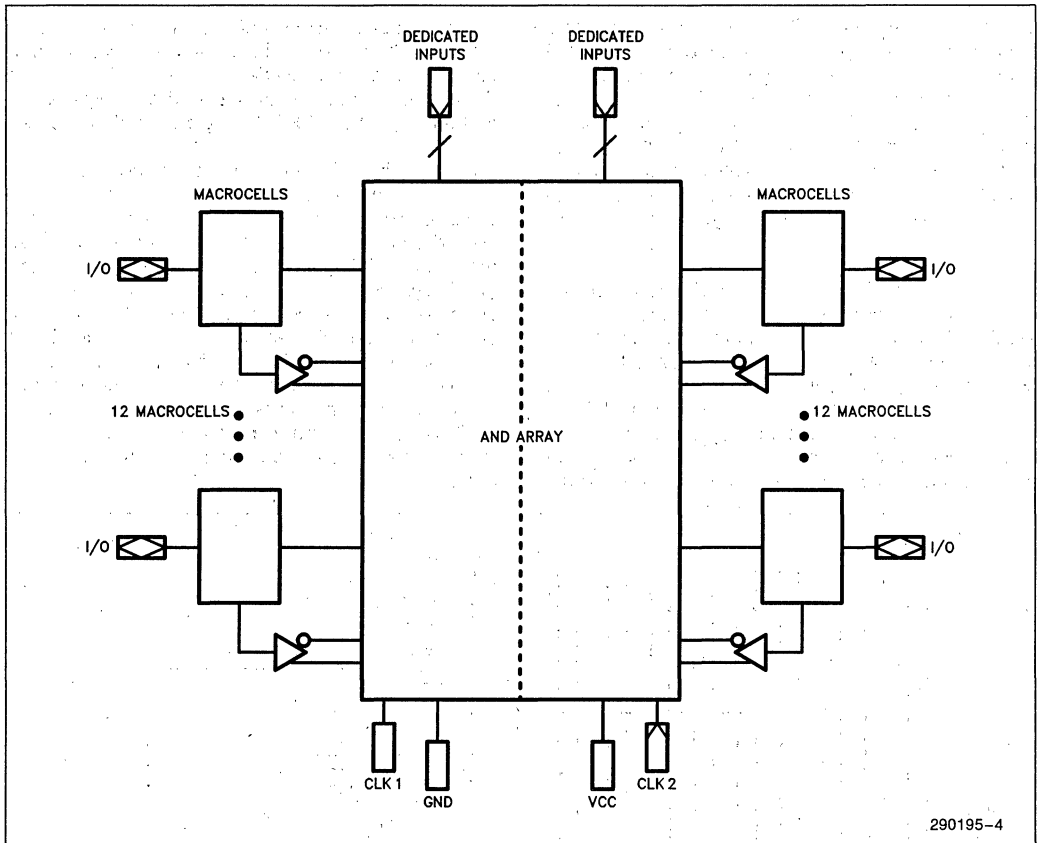 DEDICATED
INPUTS
DEDICATED
INPUTS
MACROCELLS
MACROCELLS
I/O
I/O
12 MACROCELLS
12 MACROCELLS
AND ARRAY
I/O
I/O
CLK 1
GND
VCC
CLK 2
290195-4